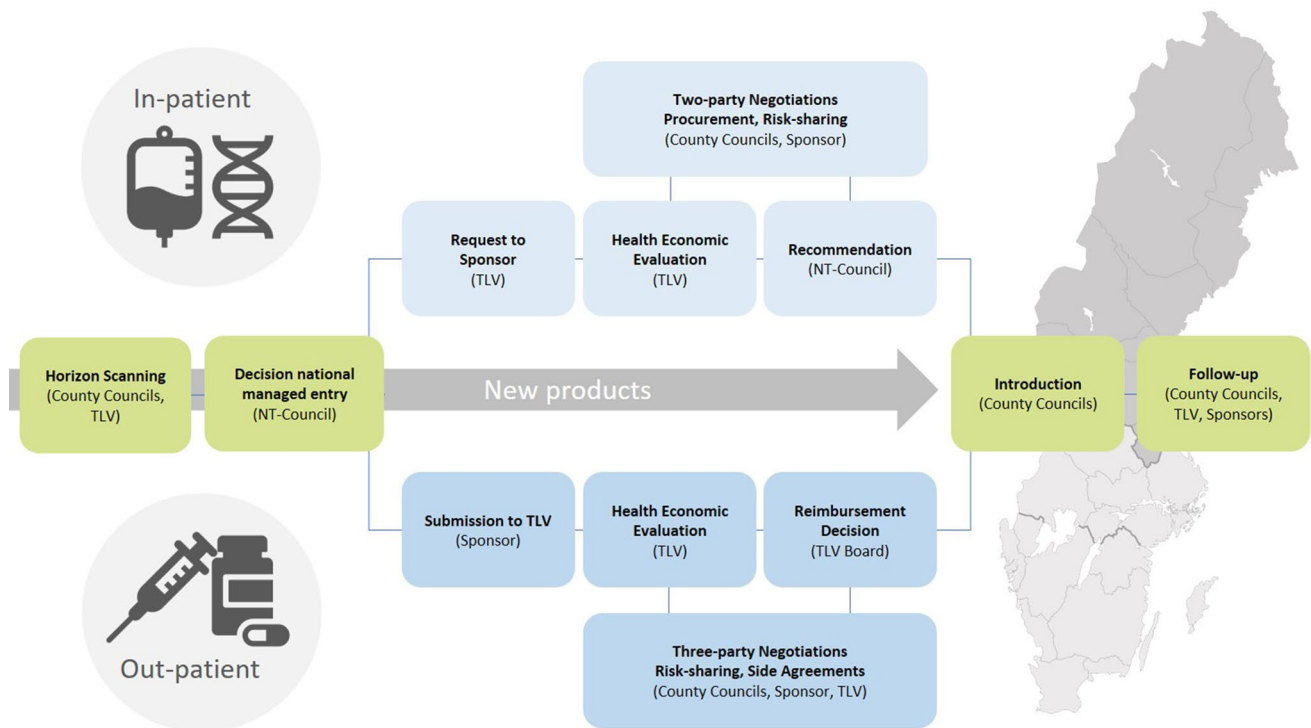 In-patient
Two-party Negotiations
Procurement, Risk-sharing
(County Councils, Sponsor)
Request to
Sponsor
(TLV)
Health Economic
Evaluation
(TLV)
Recommendation
(NT-Council)
Horizon Scanning
(County Councils,
TLV)
Decision national
managed entry
(NT-Council)
New products
Introduction
(County Councils)
Follow-up
(County Councils,
TLV, Sponsors)
Submission to TLV
(Sponsor)
Health Economic
Evaluation
(TLV)
Reimbursement
Decision
(TLV Board)
Out-patient
Three-party Negotiations
Risk-sharing, Side Agreements
(County Councils, Sponsor, TLV)